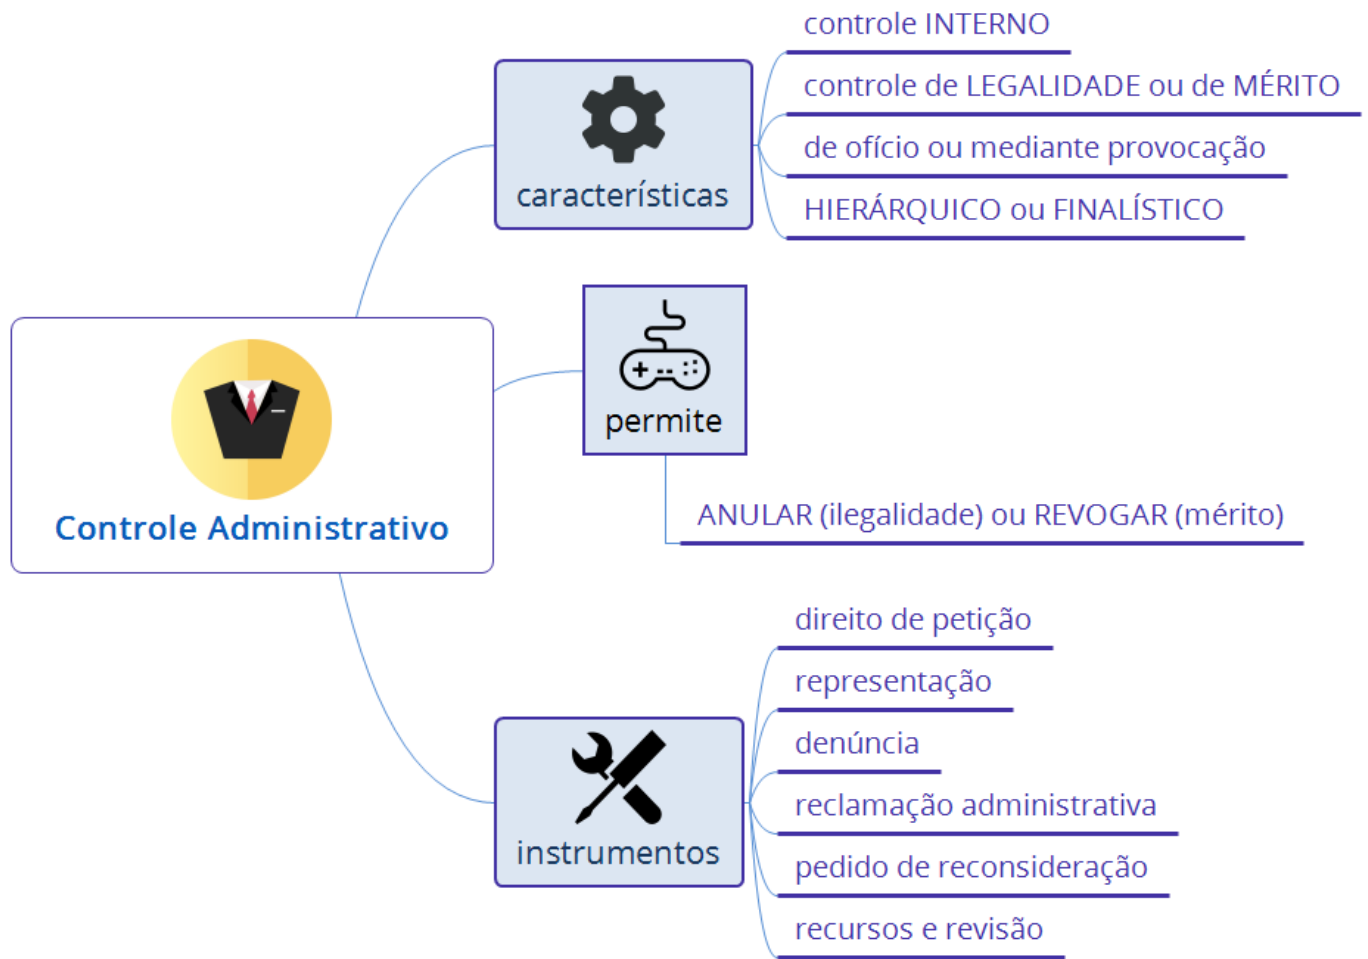 controle INTERNO
controle de LEGALIDADE ou de MÉRITO
de ofício ou mediante provocação
HIERÁRQUICO ou FINALÍSTICO
características
permite
ANULAR (ilegalidade) ou REVOGAR (mérito)
Controle Administrativo
direito de petição
representação
denúncia
reclamação administrativa
pedido de reconsideração
recursos e revisão
instrumentos